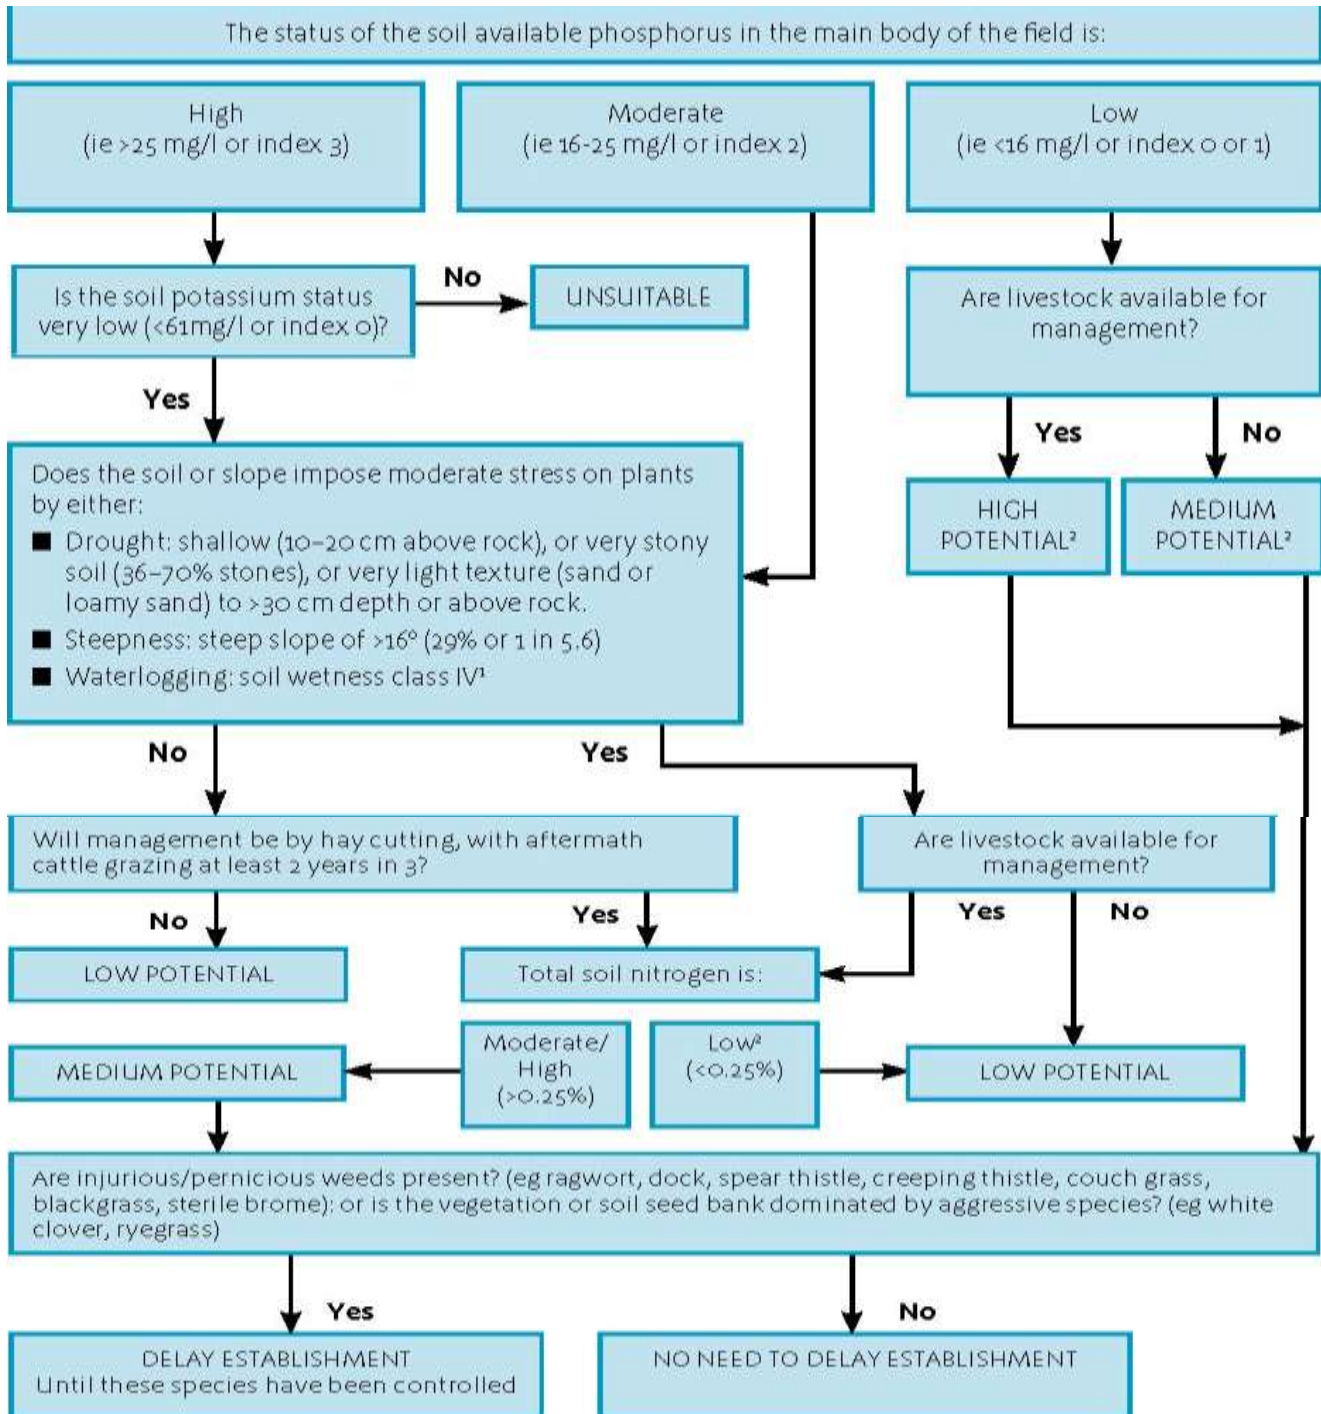 The status of the soil available phosphorus in the main body of the field is:
High
(ie >25 mg/l or index 3)
Moderate
(ie 16-25 mg/l or index 2)
Low
(ie <16 mg/l or index 0 or 1)
Is the soil potassium status
very low (<61mg/l or index 0)?
No
UNSUITABLE
Are livestock available for
management?
Yes
Yes
No
Does the soil or slope impose moderate stress on plants
by either:
■ Drought: shallow (10–20 cm above rock), or very stony
soil (36–70% stones), or very light texture (sand or
loamy sand) to >30 cm depth or above rock.
■ Steepness: steep slope of >16º (29% or 1 in 5.6)
■ Waterlogging: soil wetness class IV¹
HIGH
POTENTIAL²
MEDIUM
POTENTIAL²
No
Yes
Will management be by hay cutting, with aftermath
cattle grazing at least 2 years in 3?
Are livestock available for
management?
No
Yes
Yes
No
LOW POTENTIAL
Total soil nitrogen is:
MEDIUM POTENTIAL
Moderate/
High
(>0.25%)
Low²
(<0.25%)
LOW POTENTIAL
Are injurious/pernicious weeds present? (eg ragwort, dock, spear thistle, creeping thistle, couch grass,
blackgrass, sterile brome): or is the vegetation or soil seed bank dominated by aggressive species? (eg white
clover, ryegrass)
Yes
No
DELAY ESTABLISHMENT
Until these species have been controlled
NO NEED TO DELAY ESTABLISHMENT